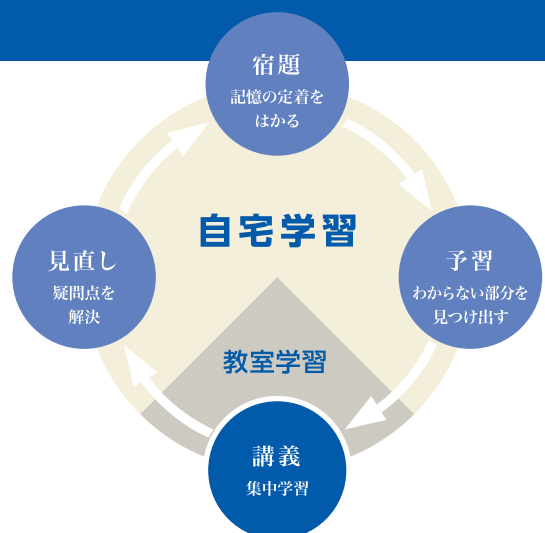 宿題
記憶の定着を
はかる
自宅学習
見直し
疑問点を
解決
予習
わからない部分を
見つけ出す
教室学習
講義
集中学習